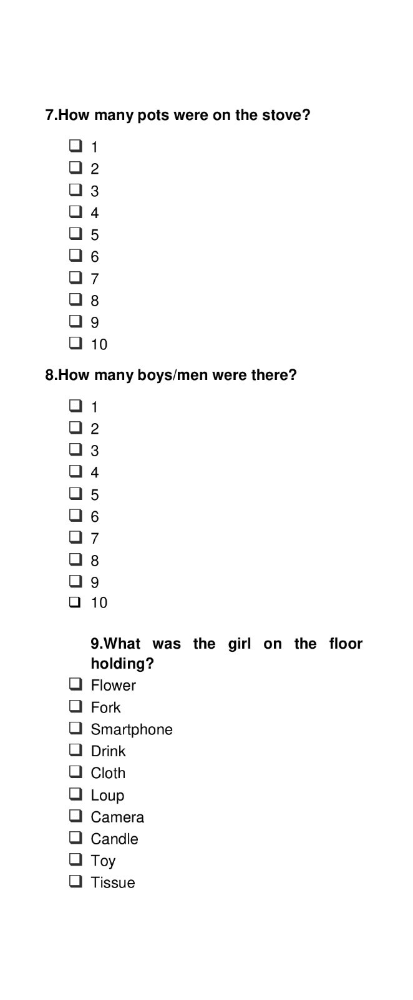 7.How many pots were on the stove?
❑ 1
❑ 2
❑ 3
❑ 4
❑ 5
❑ 6
❑ 7
❑ 8
❑ 9
❑ 10
8.How many boys/men were there?
❑ 1
❑ 2
❑ 3
❑ 4
❑ 5
❑ 6
❑ 7
❑ 8
❑ 9
❑ 10
9.What was the girl on the floor
holding?
❑ Flower
❑ Fork
❑ Smartphone
❑ Drink
❑ Cloth
❑ Loup
❑ Camera
❑ Candle
❑ Toy
❑ Tissue